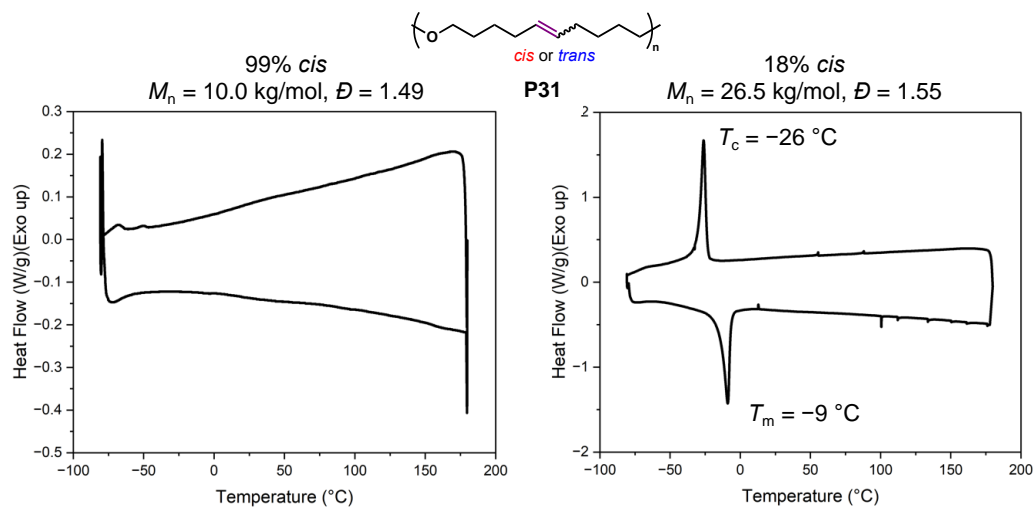 O
n
cis or trans
99% cis
Mn = 10.0 kg/mol, Đ = 1.49
P31
18% cis
Mn = 26.5 kg/mol, Đ = 1.55
Heat Flow (W/g)(Exo up)
0.3
0.2
0.1
0.0
−0.1
−0.2
−0.3
−0.4
−0.5
−100 −50 0 50 100 150 200
Temperature (°C)
Heat Flow (W/g)(Exo up)
2
1
0
−1
−2
Tc = −26 °C
Tm = −9 °C
−100 −50 0 50 100 150 200
Temperature (°C)